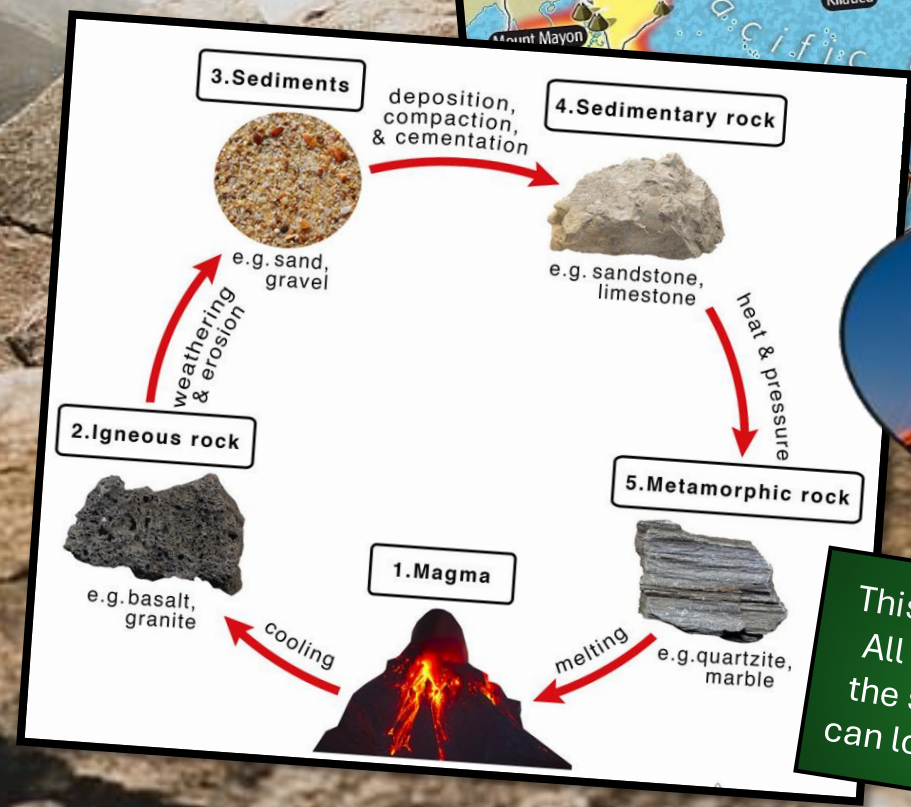 Mount Mayon
acific
3.Sediments
deposition,
compaction,
& cementation
4.Sedimentary rock
e.g. sand,
gravel
e.g. sandstone,
limestone
weathering
& erosion
heat & pressure
2.Igneous rock
5.Metamorphic rock
1.Magma
e.g.basalt,
granite
cooling
melting
e.g.quartzite,
marble
This
All
the
can